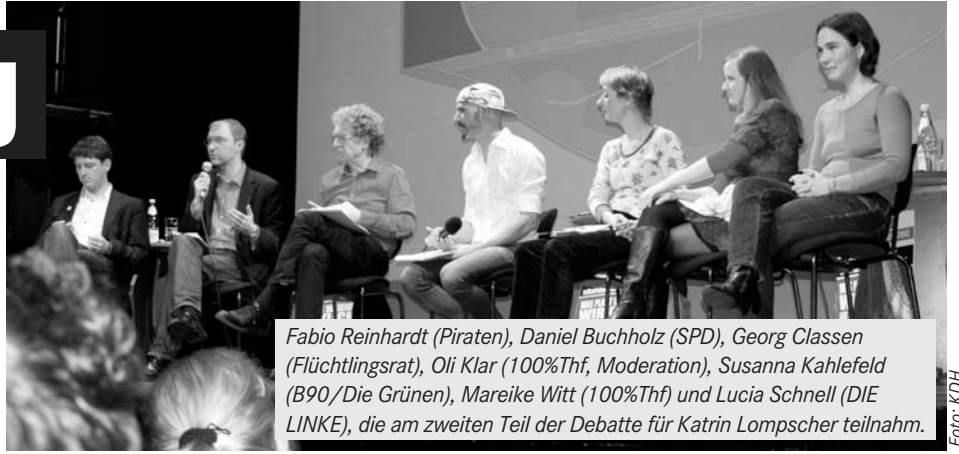 Fabio Reinhardt (Piraten), Daniel Buchholz (SPD), Georg Classen
(Flüchtlingsrat), Oli Klar (100%Thf, Moderation), Susanna Kahlefeld
(B90/Die Grünen), Mareike Witt (100%Thf) und Lucia Schnell (DIE
LINKE), die am zweiten Teil der Debatte für Katrin Lompscher teilnahm.
Foto: KDH